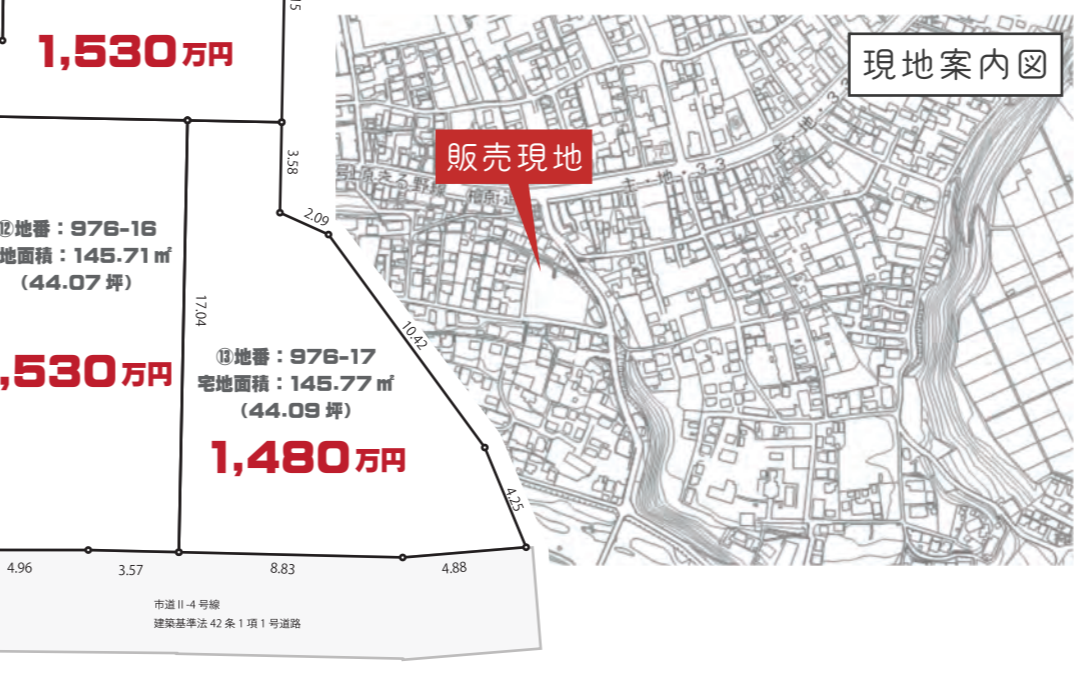 15
1,530万円
現地案内図
販売現地
主・地・33
3.58
2.09
⑫地番：976-16
地面積：145.71㎡
（44.07坪）
,530万円
17.04
10.42
⑬地番：976-17
宅地面積：145.77㎡
（44.09坪）
1,480万円
4.25
4.96
3.57
8.83
4.88
市道Ⅱ-4号線
建築基準法42条1項1号道路